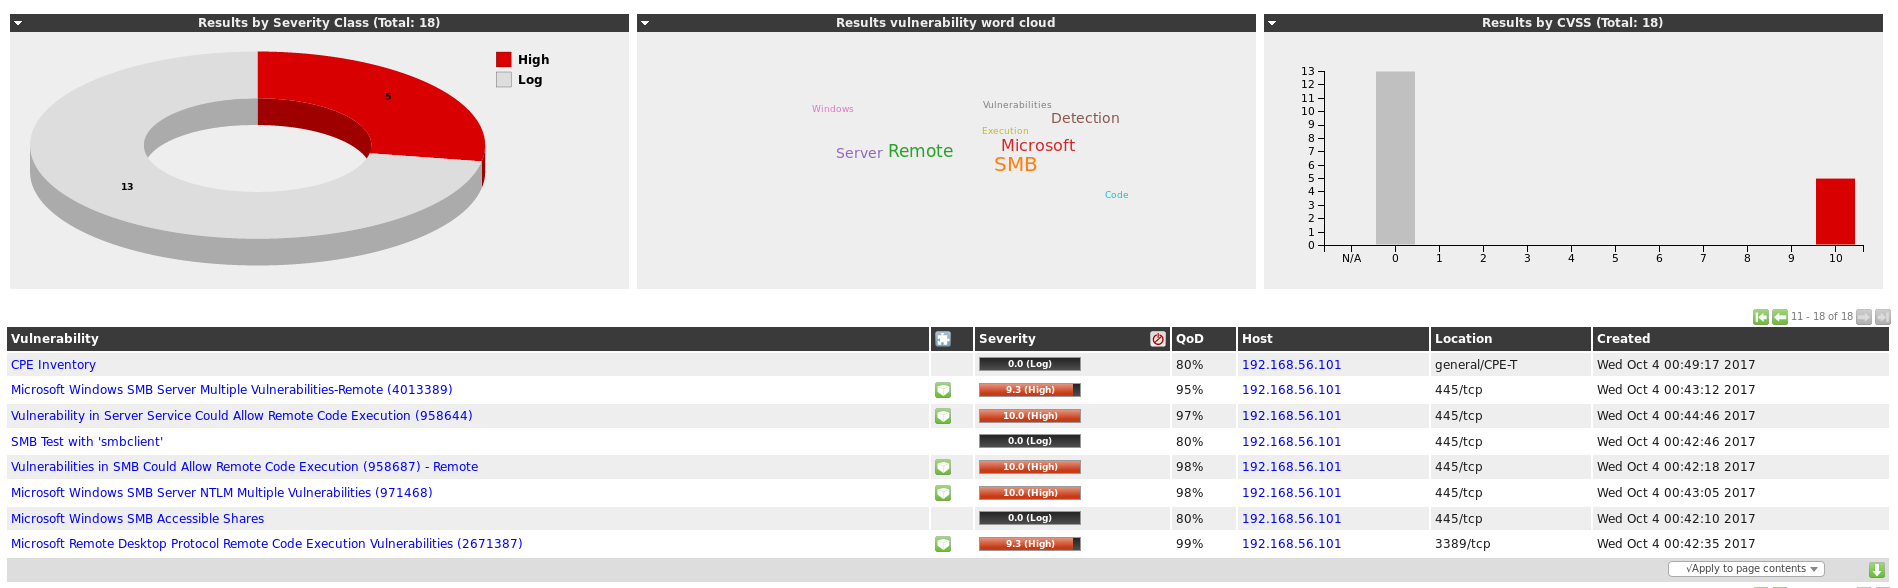 Results by Severity Class (Total: 18)
5
13
High
Log
Results vulnerability word cloud
Windows
Vulnerabilities
Detection
Execution
Server Remote
Microsoft
SMB
Code
Results by CVSS (Total: 18)
13
12
11
10
9
8
7
6
5
4
3
2
1
0
N/A 0 1 2 3 4 5 6 7 8 9 10
11 - 18 of 18
Vulnerability Severity QoD Host Location Created
CPE Inventory 0.0 (Log) 80% 192.168.56.101 general/CPE-T Wed Oct 4 00:49:17 2017
Microsoft Windows SMB Server Multiple Vulnerabilities-Remote (4013389) 9.3 (High) 95% 192.168.56.101 445/tcp Wed Oct 4 00:43:12 2017
Vulnerability in Server Service Could Allow Remote Code Execution (958644) 10.0 (High) 97% 192.168.56.101 445/tcp Wed Oct 4 00:44:46 2017
SMB Test with 'smbclient' 0.0 (Log) 80% 192.168.56.101 445/tcp Wed Oct 4 00:42:46 2017
Vulnerabilities in SMB Could Allow Remote Code Execution (958687) - Remote 10.0 (High) 98% 192.168.56.101 445/tcp Wed Oct 4 00:42:18 2017
Microsoft Windows SMB Server NTLM Multiple Vulnerabilities (971468) 10.0 (High) 98% 192.168.56.101 445/tcp Wed Oct 4 00:43:05 2017
Microsoft Windows SMB Accessible Shares 0.0 (Log) 80% 192.168.56.101 445/tcp Wed Oct 4 00:42:10 2017
Microsoft Remote Desktop Protocol Remote Code Execution Vulnerabilities (2671387) 9.3 (High) 99% 192.168.56.101 3389/tcp Wed Oct 4 00:42:35 2017
√Apply to page contents